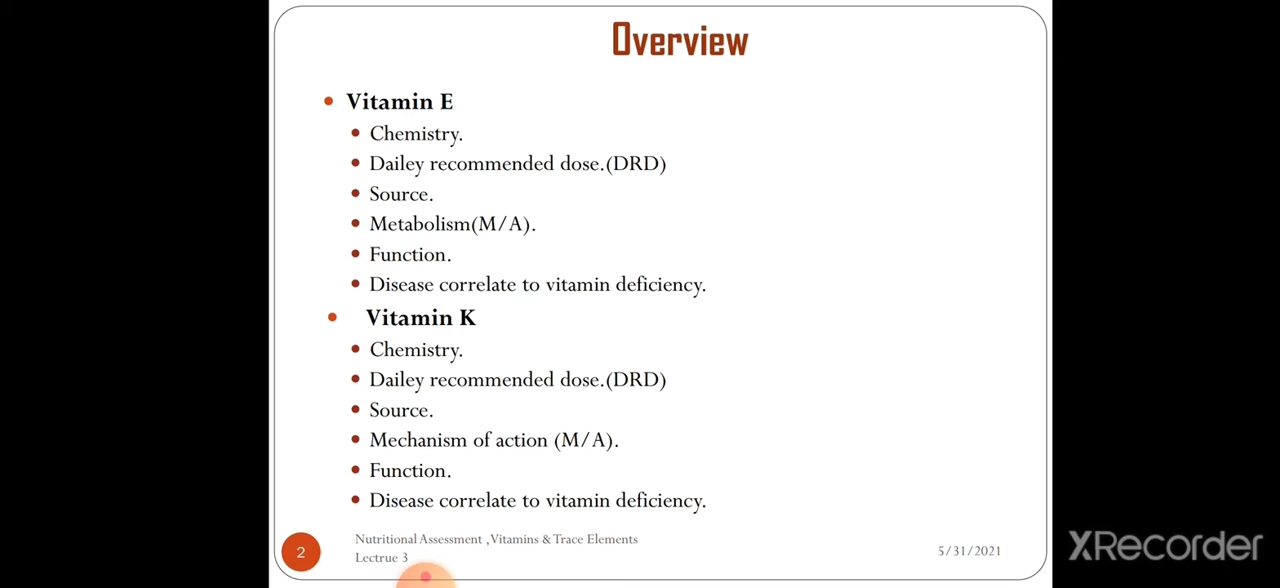 Overview
Vitamin E
Chemistry.
Dailey recommended dose.(DRD)
Source.
Metabolism(M/A).
Function.
Disease correlate to vitamin deficiency.
Vitamin K
Chemistry.
Dailey recommended dose.(DRD)
Source.
Mechanism of action (M/A).
Function.
Disease correlate to vitamin deficiency.
2
Nutritional Assessment ,Vitamins & Trace Elements
Lectrue 3
5/31/2021
XRecorder